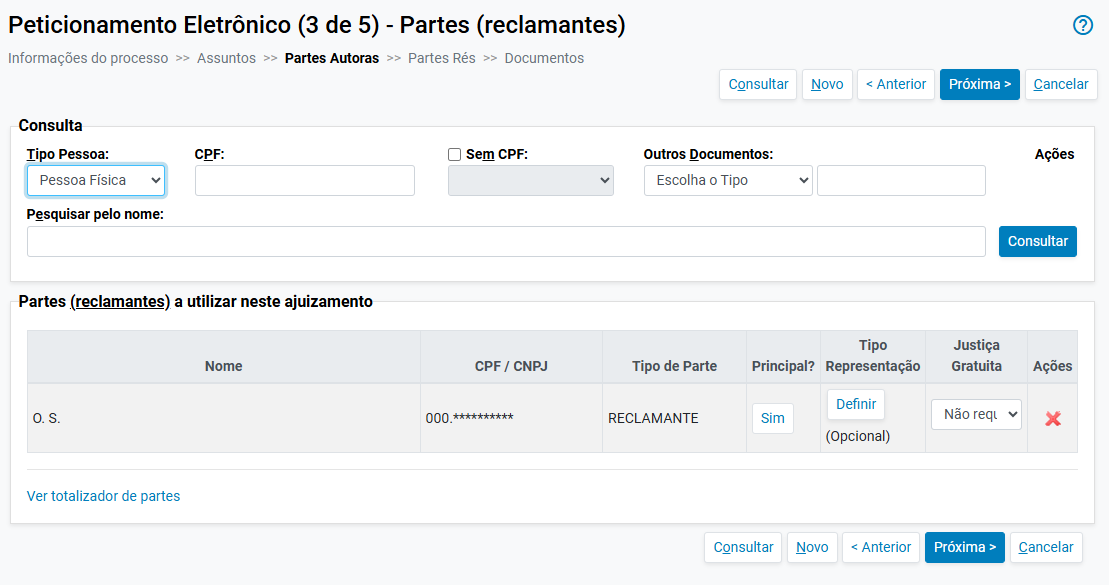 Peticionamento Eletrônico (3 de 5) - Partes (reclamantes)
Informações do processo >> Assuntos >> Partes Autoras >> Partes Rés >> Documentos
Consultar Novo < Anterior Próxima > Cancelar
Consulta
Tipo Pessoa: CPF: Sem CPF: Outros Documentos: Ações
Pessoa Física Escolha o Tipo
Pesquisar pelo nome:
Consultar
Partes (reclamantes) a utilizar neste ajuizamento
Nome CPF / CNPJ Tipo de Parte Principal? Tipo Representação Justiça Gratuita Ações
O. S. 000.********** RECLAMANTE Sim Definir (Opcional) Não requ
Ver totalizador de partes
Consultar Novo < Anterior Próxima > Cancelar